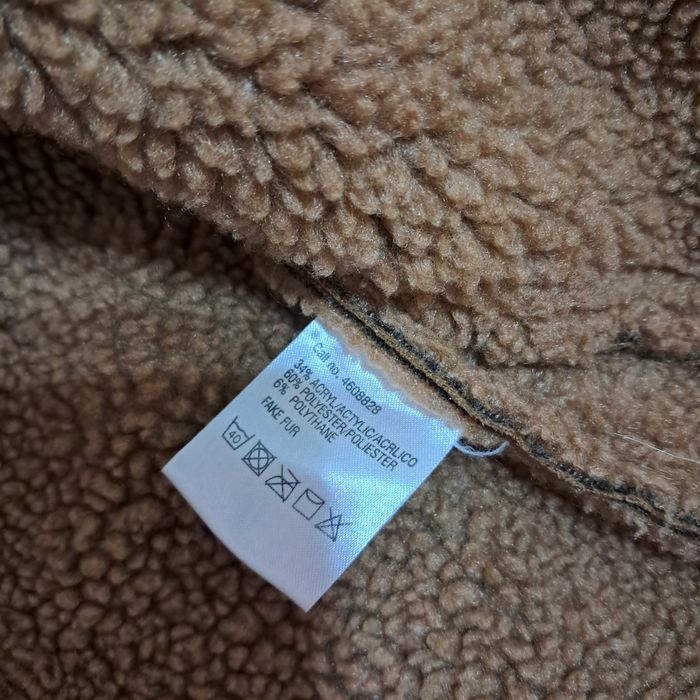 Call no. 4608828
34% ACRYL/ACTYLIC/ACRLICO
60% POLYESTER/POLIESTER
6% POLYTHANE
FAKE FUR
40